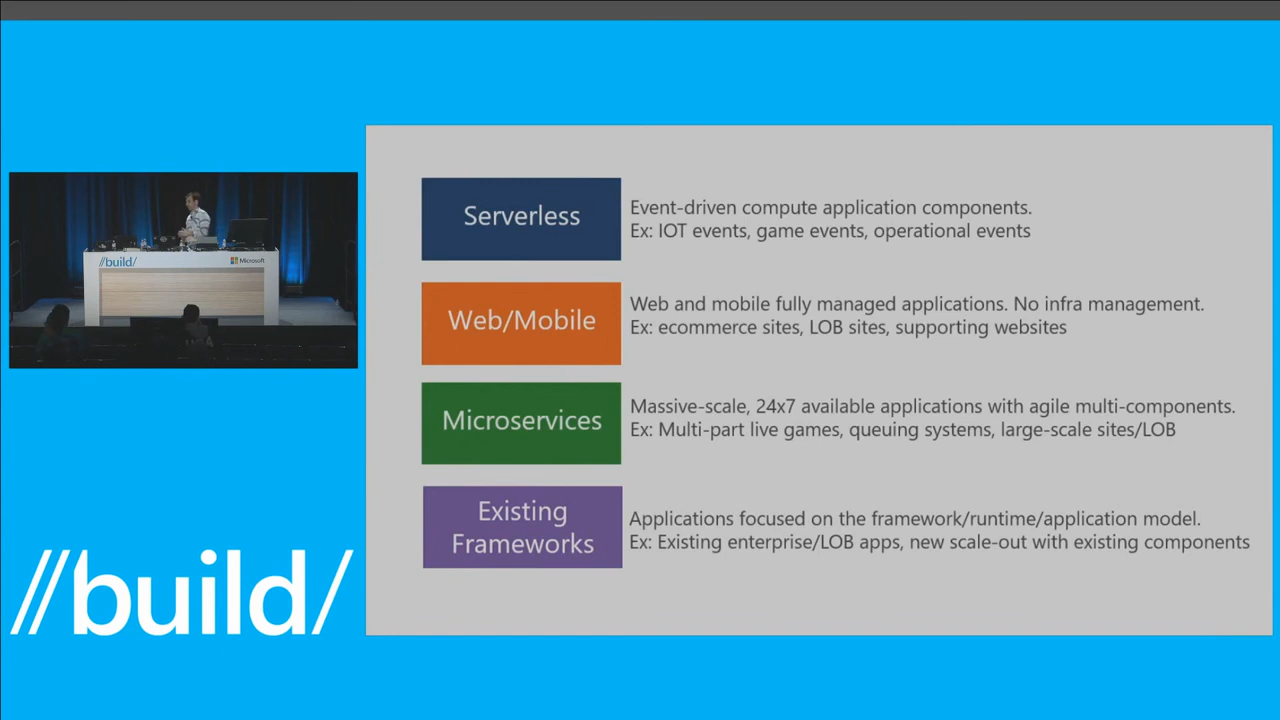 //build/
Microsoft
Serverless
Event-driven compute application components.
Ex: IOT events, game events, operational events
Web/Mobile
Web and mobile fully managed applications. No infra management.
Ex: ecommerce sites, LOB sites, supporting websites
Microservices
Massive-scale, 24x7 available applications with agile multi-components.
Ex: Multi-part live games, queuing systems, large-scale sites/LOB
Existing
Frameworks
Applications focused on the framework/runtime/application model.
Ex: Existing enterprise/LOB apps, new scale-out with existing components
//build/